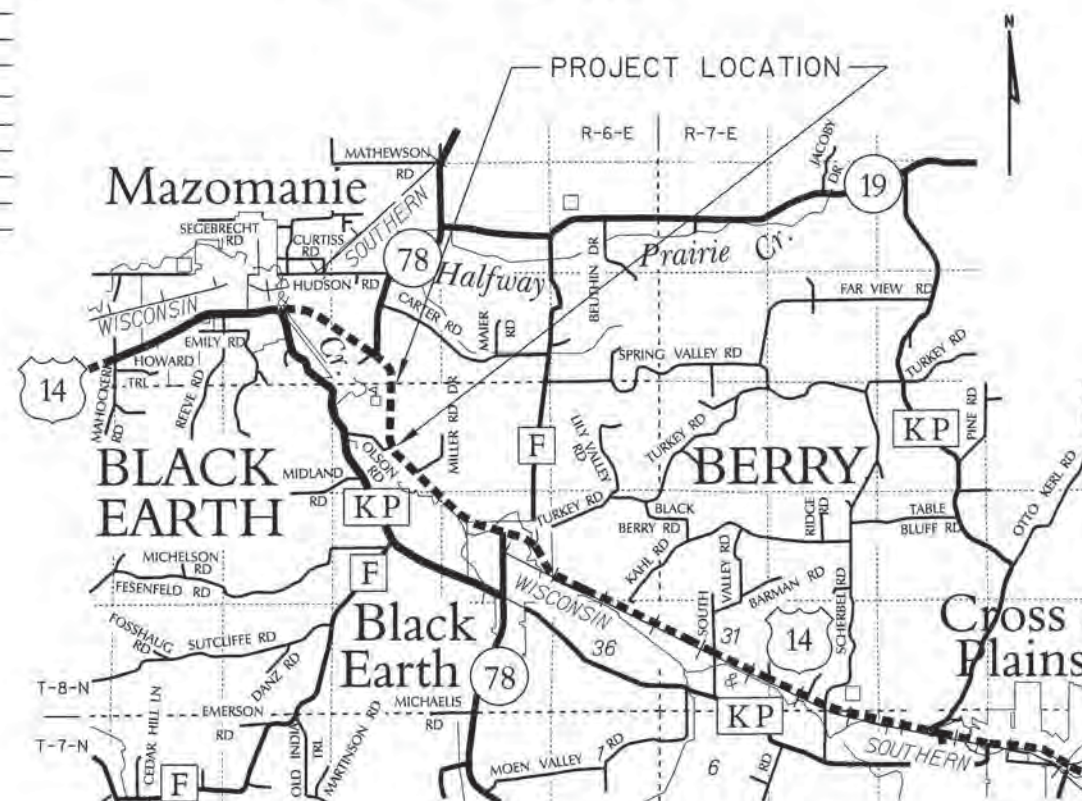 N
PROJECT LOCATION
R-6-E
R-7-E
JACOBY
DR
MATHEWSON
RD
19
Mazomanie
SEGEBRECHT
RD
F
CURTISS
RD
SOUTHERN
78
Halfway
Prairie Cr.
BEUTHIN DR
HUDSON RD
&
FAR VIEW RD
WISCONSIN
CARTER RD
MAIER
RD
EMILY RD
Cr.
HOWARD
TRL
SPRING VALLEY RD
TURKEY RD
14
MAHOCKER
RD
REEVE RD
MILLER RD DR
LILY VALLEY
RD
TURKEY RD
F
KP
PINE RD
OLSON
RD
BLACK
EARTH
MIDLAND
RD
BERRY
OTTO KERL RD
KP
TURKEY RD
BLACK
BERRY RD
RIDGE
RD
TABLE
BLUFF RD
MICHELSON
RD
FESENFELD RD
F
KAHL RD
WISCONSIN
SOUTH
VALLEY RD
BARMAN RD
SCHERBEL RD
FOSSHAUG
RD
SUTCLIFFE RD
Black
Earth
36
31
14
Cross
Plains
DANZ RD
78
&
T-8-N
CEDAR HILL LN
EMERSON
RD
OLD INDIAN
TRL
MARTINSON RD
MICHAELIS
RD
KP
T-7-N
F
MOEN VALLEY RD
6
RD
SOUTHERN